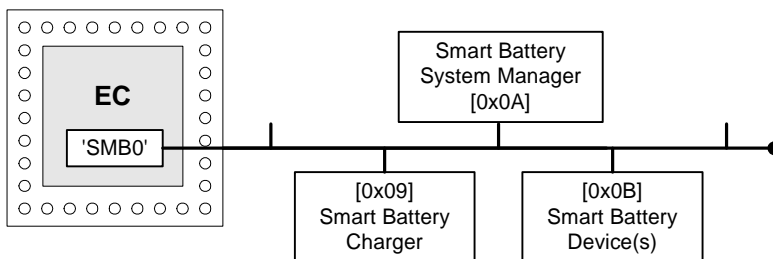 EC
'SMB0'
Smart Battery
System Manager
[0x0A]
[0x09]
Smart Battery
Charger
[0x0B]
Smart Battery
Device(s)